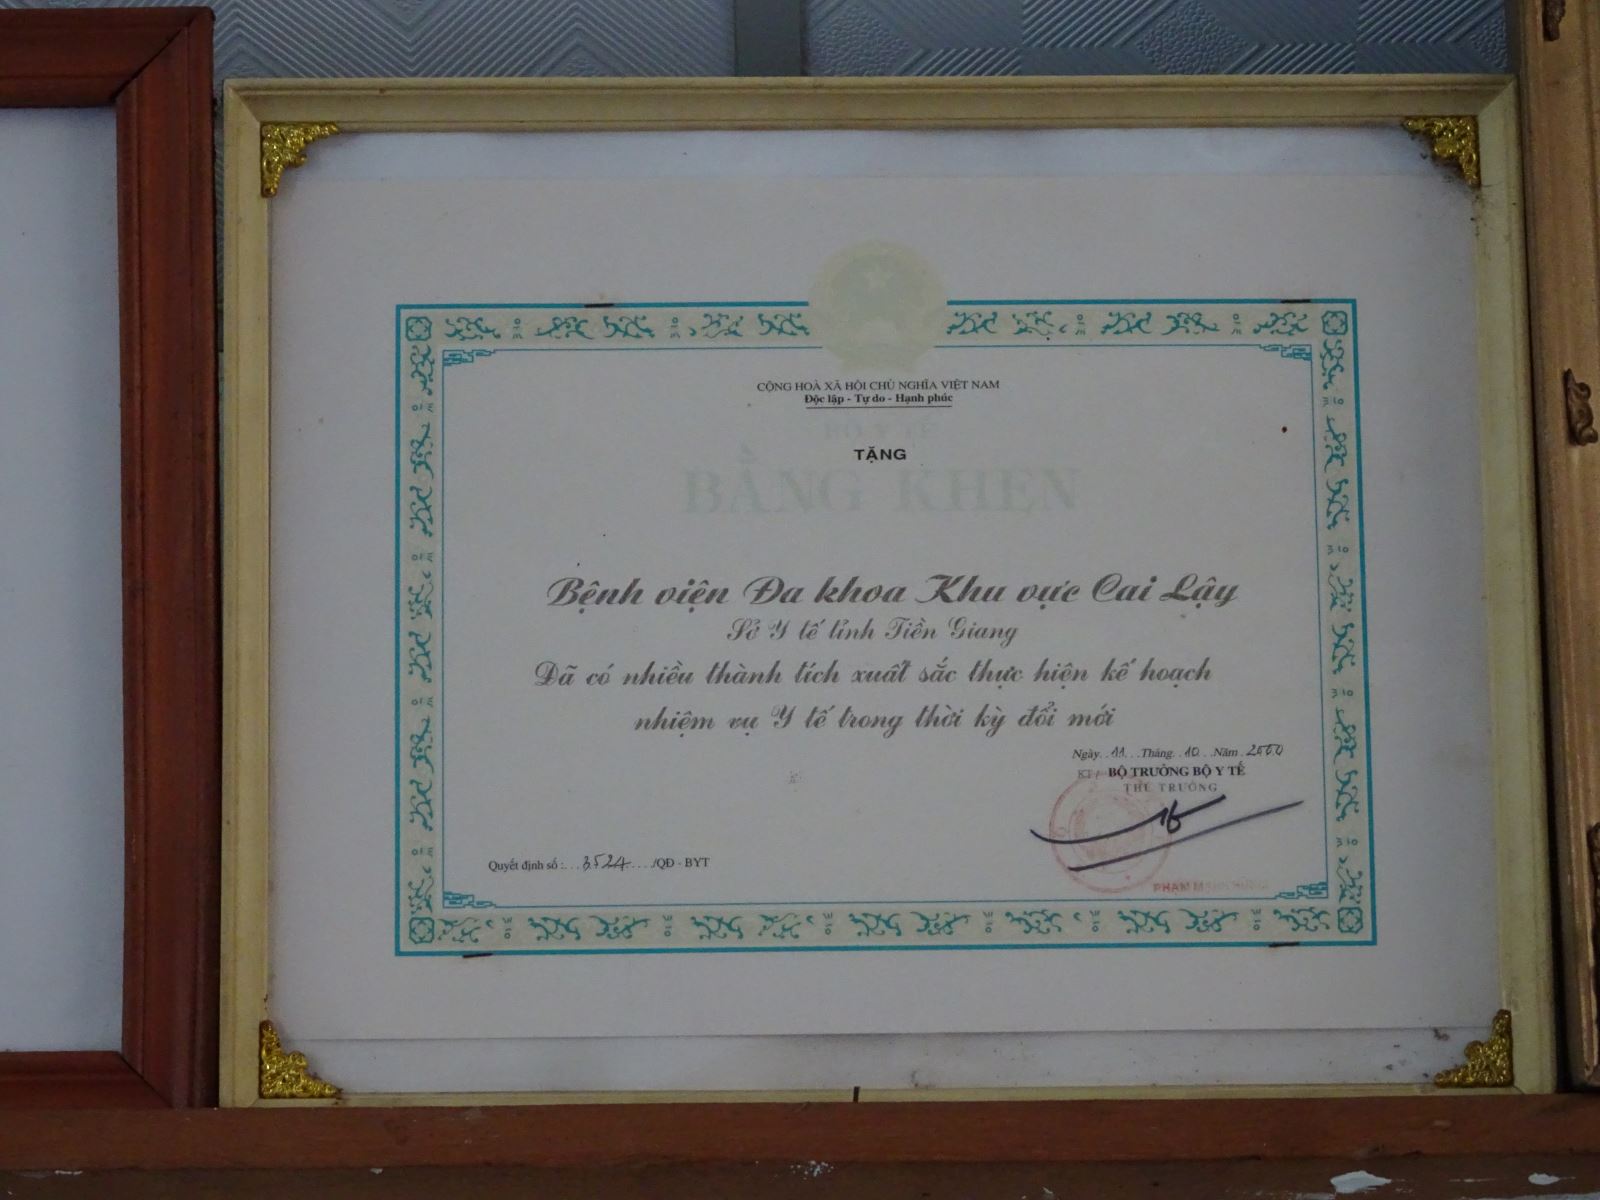 CỘNG HOÀ XÃ HỘI CHỦ NGHĨA VIỆT NAM
Độc lập - Tự do - Hạnh phúc
BỘ Y TẾ
TẶNG
BẰNG KHEN
Bệnh viện Đa khoa Khu vực Cai Lậy
Sở Y tế tỉnh Tiền Giang
Đã có nhiều thành tích xuất sắc thực hiện kế hoạch
nhiệm vụ Y tế trong thời kỳ đổi mới
Ngày..11...Tháng..10...Năm.2000
KT/ BỘ TRƯỞNG BỘ Y TẾ
THỨ TRƯỞNG
Quyết định số:...3524..../QĐ - BYT
PHẠM MẠNH HÙNG